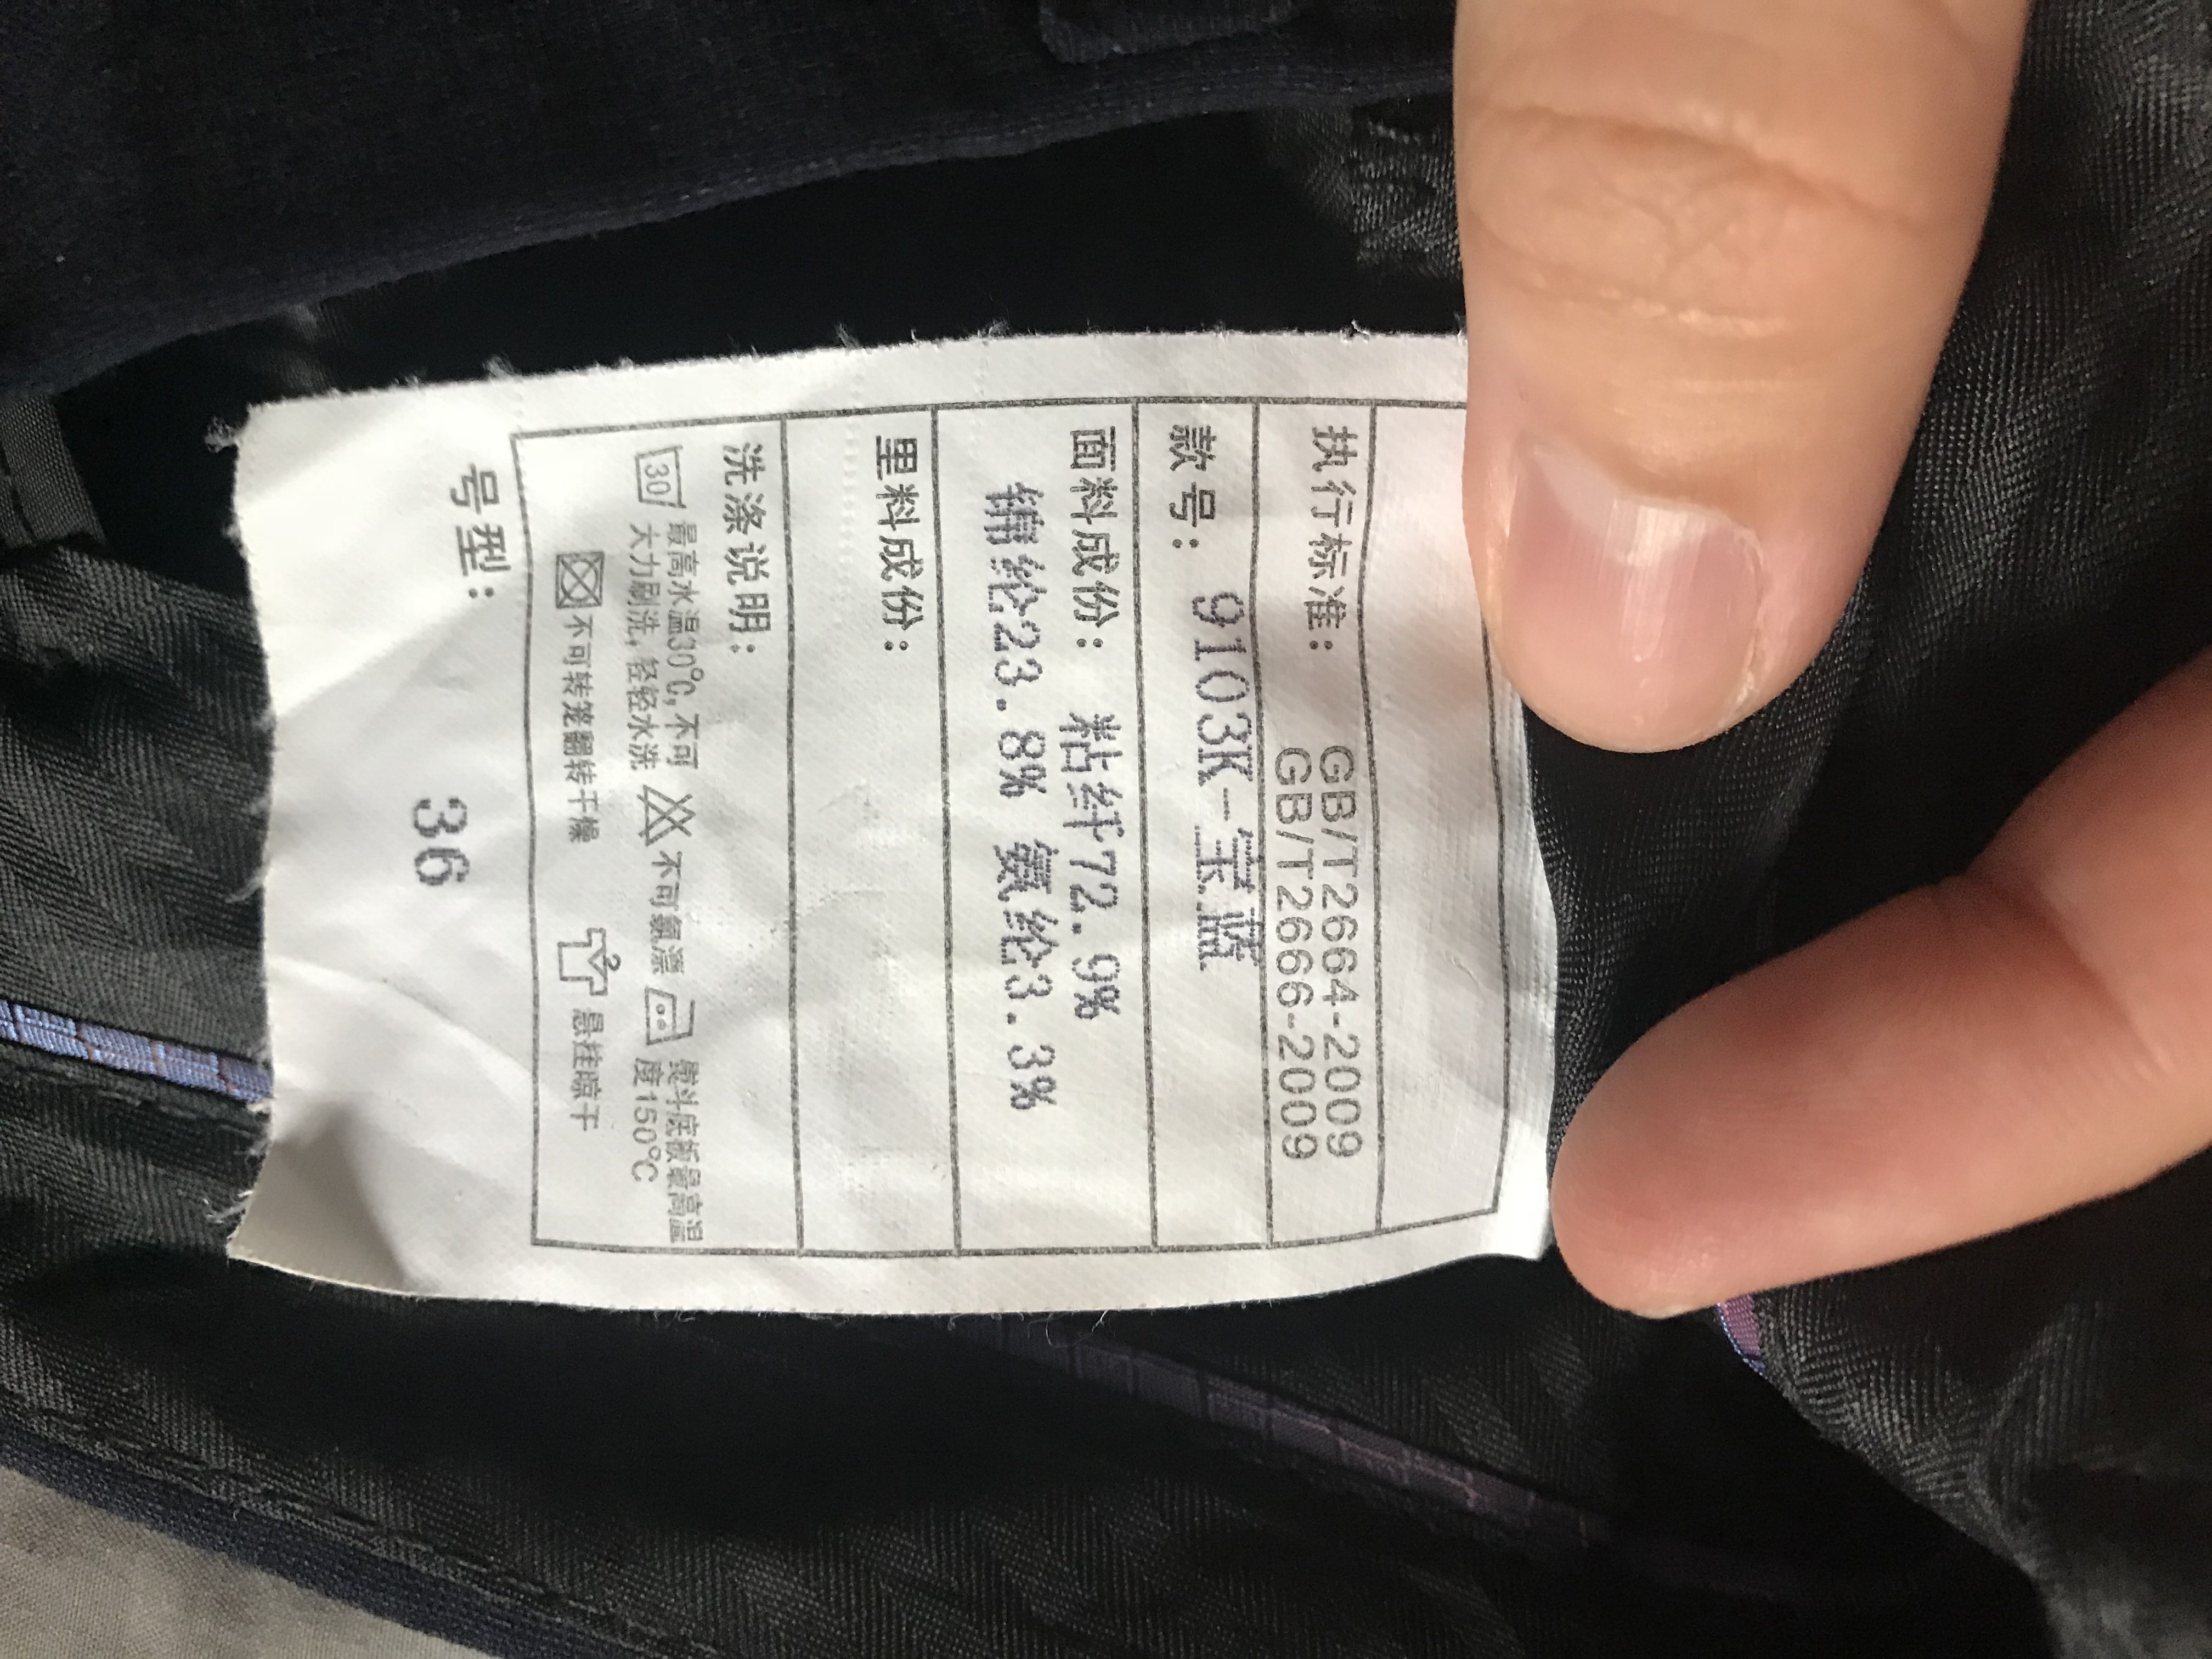 执行标准: GB/T2664-2009
GB/T2666-2009
款号: 9103K-宝蓝
面料成份: 粘纤72.9%
锦纶23.8% 氨纶3.3%
里料成份:
洗涤说明:
30 最高水温30℃,不可大力刷洗,轻轻水洗 不可氯漂 熨斗底板最高温度150℃
不可转笼翻转干燥 悬挂晾干
号型: 36